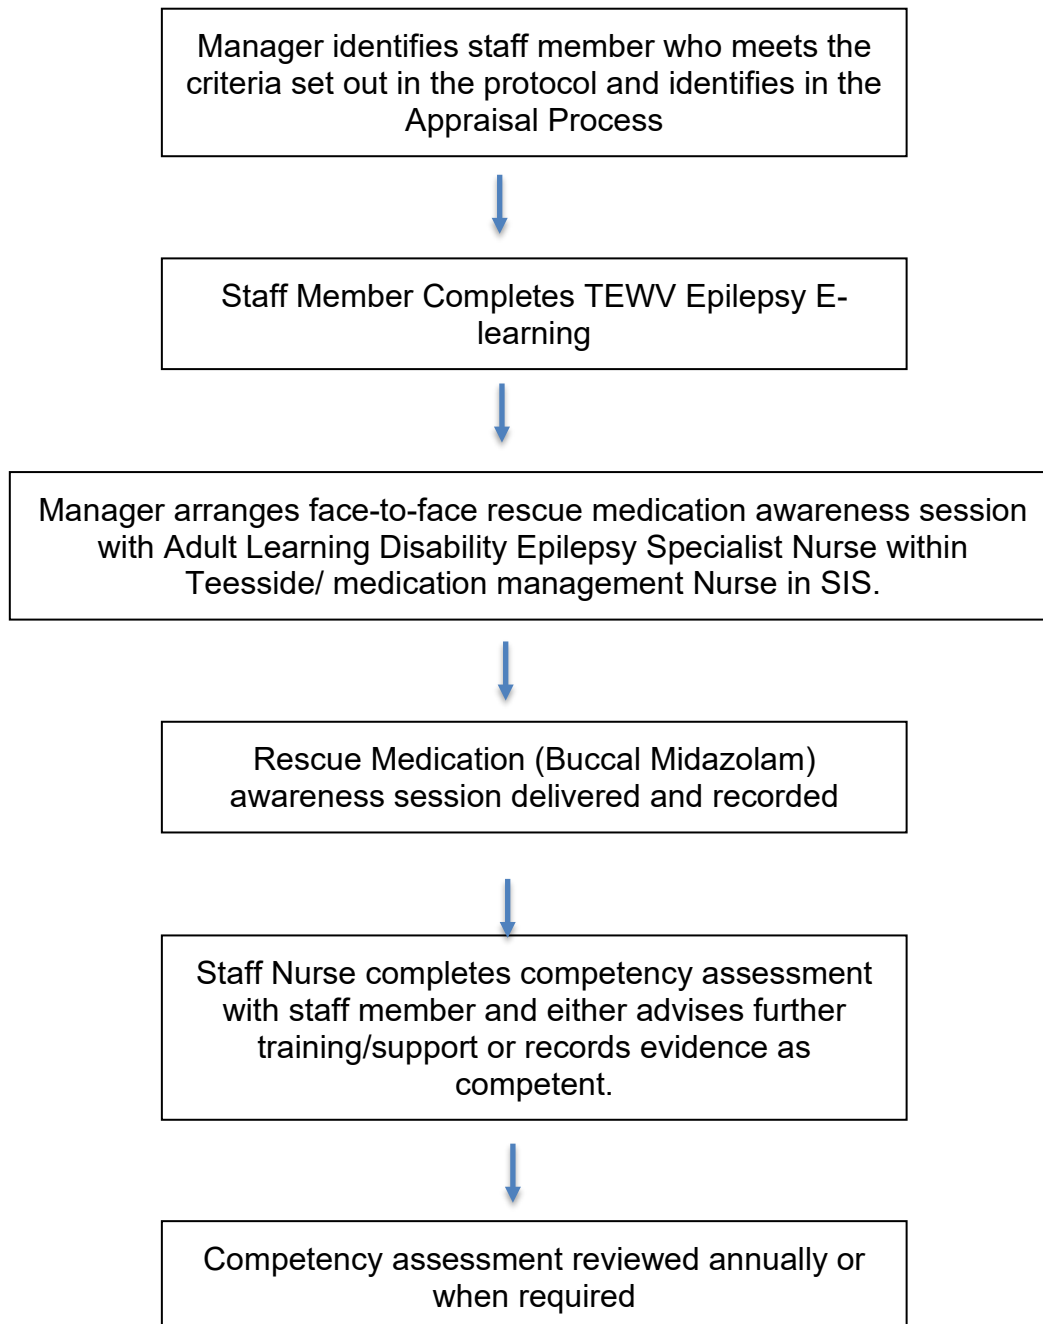 Manager identifies staff member who meets the
criteria set out in the protocol and identifies in the
Appraisal Process
Staff Member Completes TEWV Epilepsy E-
learning
Manager arranges face-to-face rescue medication awareness session
with Adult Learning Disability Epilepsy Specialist Nurse within
Teesside/ medication management Nurse in SIS.
Rescue Medication (Buccal Midazolam)
awareness session delivered and recorded
Staff Nurse completes competency assessment
with staff member and either advises further
training/support or records evidence as
competent.
Competency assessment reviewed annually or
when required